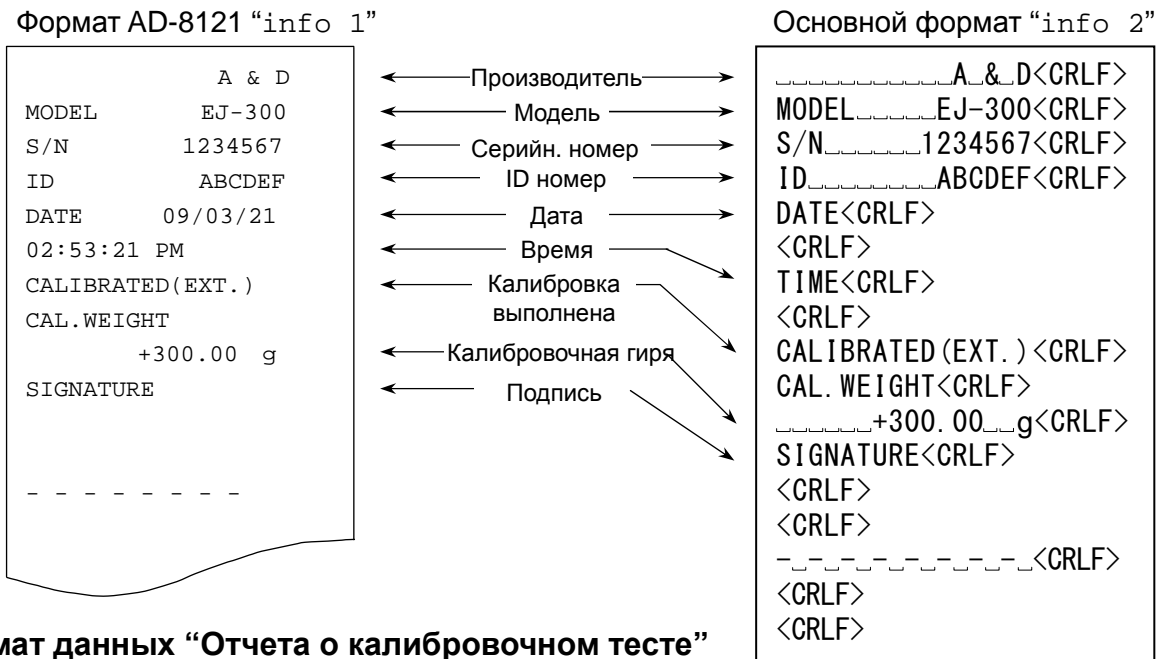 Формат AD-8121 “info 1”
A & D
MODEL EJ-300
S/N 1234567
ID ABCDEF
DATE 09/03/21
02:53:21 PM
CALIBRATED(EXT.)
CAL.WEIGHT
+300.00 g
SIGNATURE
- - - - - - - -
Производитель
Модель
Серийн. номер
ID номер
Дата
Время
Калибровка
выполнена
Калибровочная гиря
Подпись
Основной формат “info 2”
␣␣␣␣␣␣␣␣␣␣␣A␣&␣D<CRLF>
MODEL␣␣␣␣␣EJ-300<CRLF>
S/N␣␣␣␣␣␣1234567<CRLF>
ID␣␣␣␣␣␣␣␣ABCDEF<CRLF>
DATE<CRLF>
<CRLF>
TIME<CRLF>
<CRLF>
CALIBRATED(EXT.)<CRLF>
CAL.WEIGHT<CRLF>
␣␣␣␣␣␣+300.00␣␣g<CRLF>
SIGNATURE<CRLF>
<CRLF>
<CRLF>
-␣-␣-␣-␣-␣-␣-␣-␣<CRLF>
<CRLF>
<CRLF>
мат данных “Отчета о калибровочном тесте”